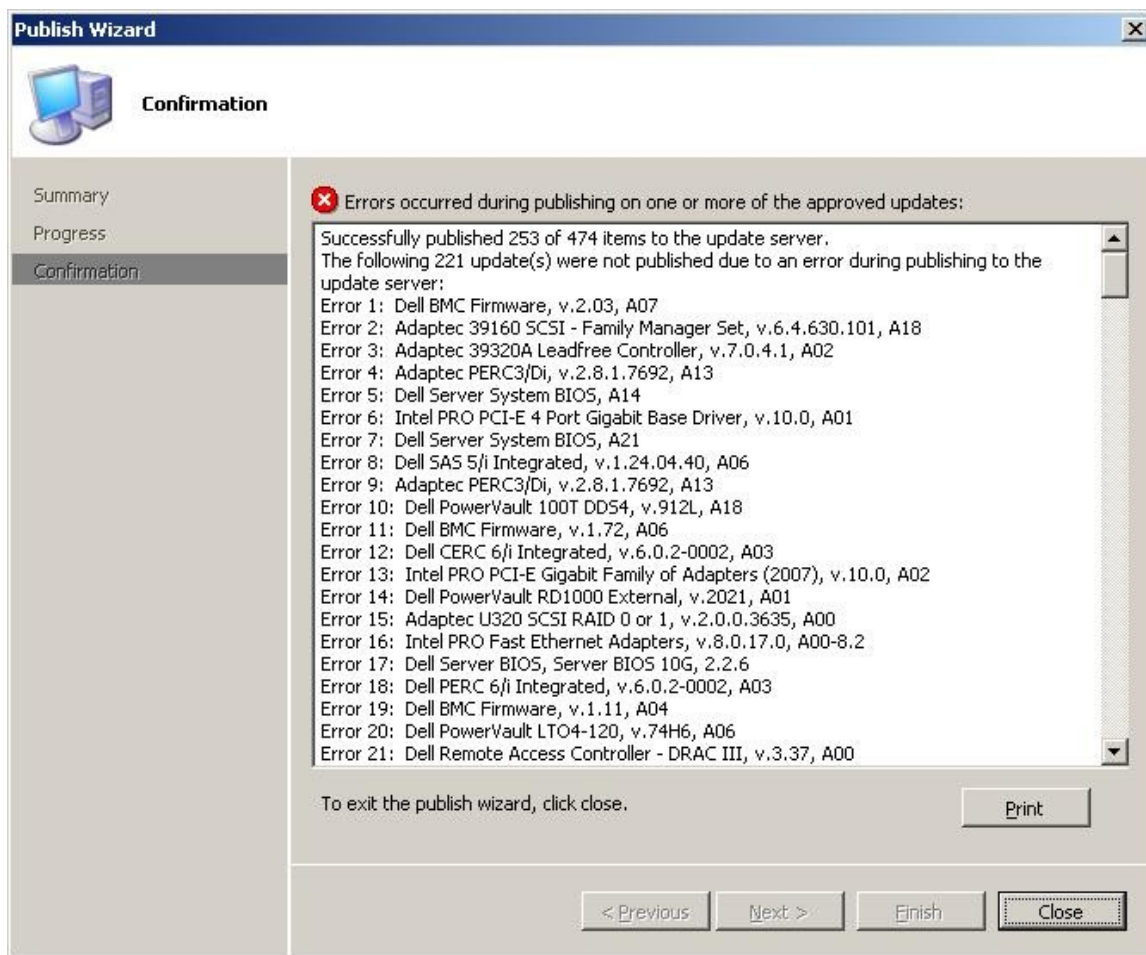 Publish Wizard
Confirmation
Summary
Progress
Confirmation
Errors occurred during publishing on one or more of the approved updates:
Successfully published 253 of 474 items to the update server.
The following 221 update(s) were not published due to an error during publishing to the
update server:
Error 1: Dell BMC Firmware, v.2.03, A07
Error 2: Adaptec 39160 SCSI - Family Manager Set, v.6.4.630.101, A18
Error 3: Adaptec 39320A Leadfree Controller, v.7.0.4.1, A02
Error 4: Adaptec PERC3/Di, v.2.8.1.7692, A13
Error 5: Dell Server System BIOS, A14
Error 6: Intel PRO PCI-E 4 Port Gigabit Base Driver, v.10.0, A01
Error 7: Dell Server System BIOS, A21
Error 8: Dell SAS 5/i Integrated, v.1.24.04.40, A06
Error 9: Adaptec PERC3/Di, v.2.8.1.7692, A13
Error 10: Dell PowerVault 100T DDS4, v.912L, A18
Error 11: Dell BMC Firmware, v.1.72, A06
Error 12: Dell CERC 6/i Integrated, v.6.0.2-0002, A03
Error 13: Intel PRO PCI-E Gigabit Family of Adapters (2007), v.10.0, A02
Error 14: Dell PowerVault RD1000 External, v.2021, A01
Error 15: Adaptec U320 SCSI RAID 0 or 1, v.2.0.0.3635, A00
Error 16: Intel PRO Fast Ethernet Adapters, v.8.0.17.0, A00-8.2
Error 17: Dell Server BIOS, Server BIOS 10G, 2.2.6
Error 18: Dell PERC 6/i Integrated, v.6.0.2-0002, A03
Error 19: Dell BMC Firmware, v.1.11, A04
Error 20: Dell PowerVault LTO4-120, v.74H6, A06
Error 21: Dell Remote Access Controller - DRAC III, v.3.37, A00
To exit the publish wizard, click close.
Print
< Previous
Next >
Finish
Close